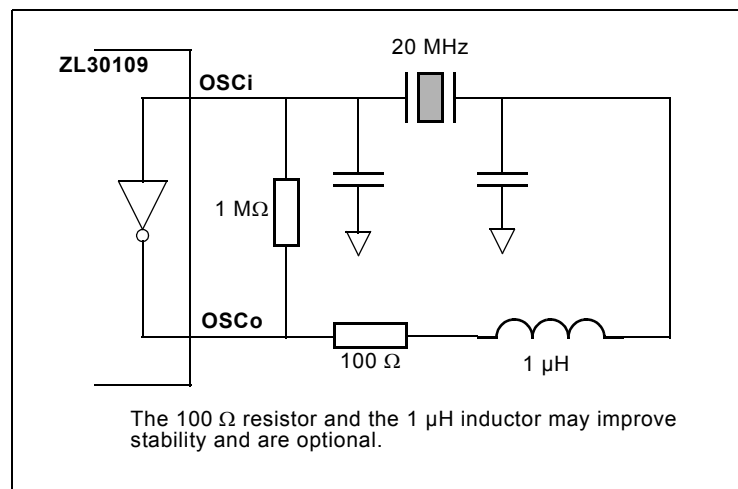 20 MHz
ZL30109
OSCi
1 MΩ
OSCo
100 Ω
1 µH
The 100 Ω resistor and the 1 µH inductor may improve
stability and are optional.